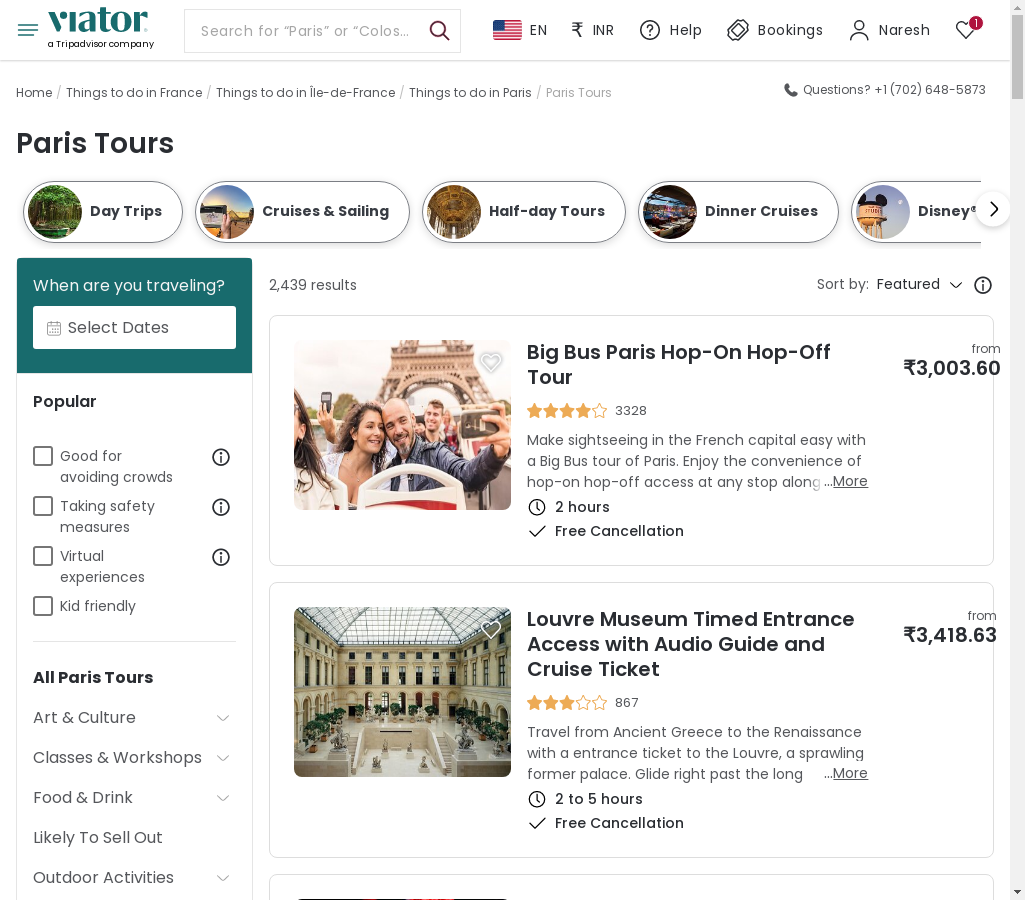 viator
a Tripadvisor company
Search for “Paris” or “Colos...
EN
₹ INR
Help
Bookings
Naresh
1
Home / Things to do in France / Things to do in Île-de-France / Things to do in Paris / Paris Tours
Questions? +1 (702) 648-5873
Paris Tours
Day Trips
Cruises & Sailing
Half-day Tours
Dinner Cruises
Disney®
When are you traveling?
Select Dates
2,439 results
Sort by: Featured
Popular
Good for
avoiding crowds
Taking safety
measures
Virtual
experiences
Kid friendly
All Paris Tours
Art & Culture
Classes & Workshops
Food & Drink
Likely To Sell Out
Outdoor Activities
Big Bus Paris Hop-On Hop-Off
Tour
from
₹3,003.60
3328
Make sightseeing in the French capital easy with
a Big Bus tour of Paris. Enjoy the convenience of
hop-on hop-off access at any stop along ...More
2 hours
Free Cancellation
Louvre Museum Timed Entrance
Access with Audio Guide and
Cruise Ticket
from
₹3,418.63
867
Travel from Ancient Greece to the Renaissance
with a entrance ticket to the Louvre, a sprawling
former palace. Glide right past the long ...More
2 to 5 hours
Free Cancellation